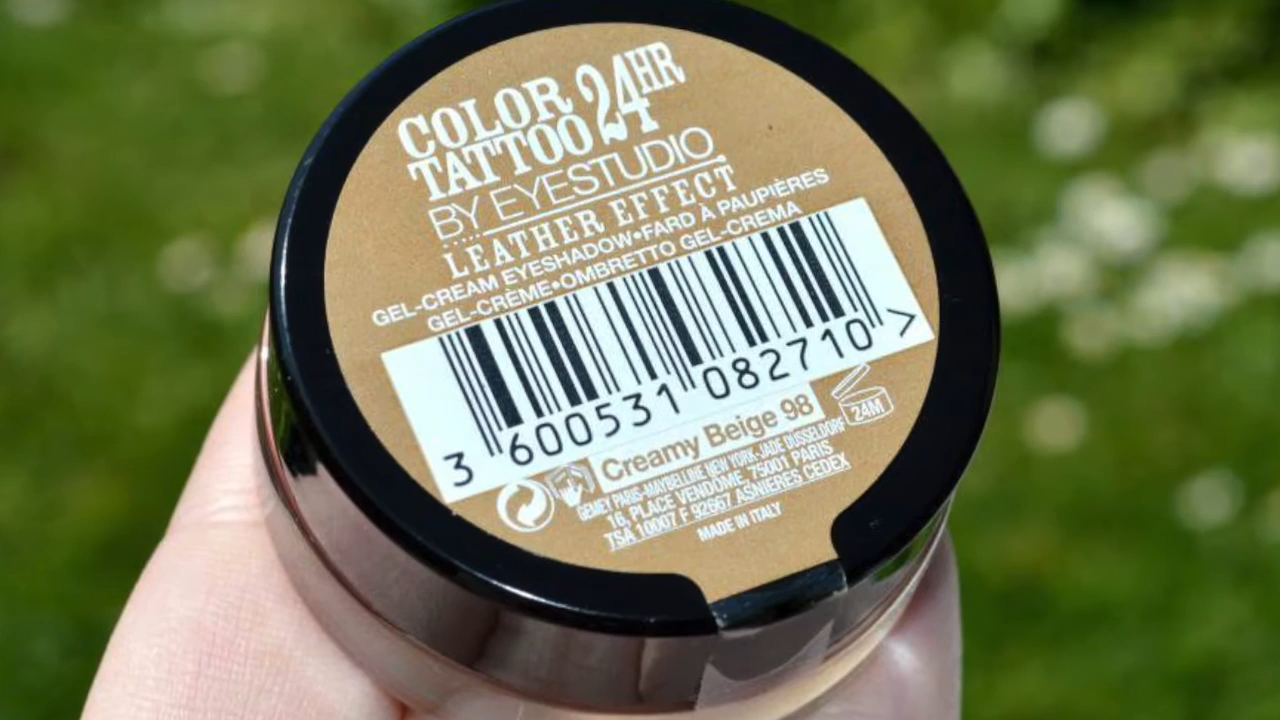 COLOR
TATTOO 24HR
BY EYESTUDIO
LEATHER EFFECT
GEL-CREAM EYESHADOW•FARD À PAUPIÈRES
GEL-CRÈME•OMBRETTO GEL-CREMA
3 600531 082710 >
Creamy Beige 98
24M
GEMEY PARIS-MAYBELLINE NEW YORK-JADE DÜSSELDORF
16, PLACE VENDÔME, 75001 PARIS
TSA 10007 F 92667 ASNIERES CEDEX
MADE IN ITALY